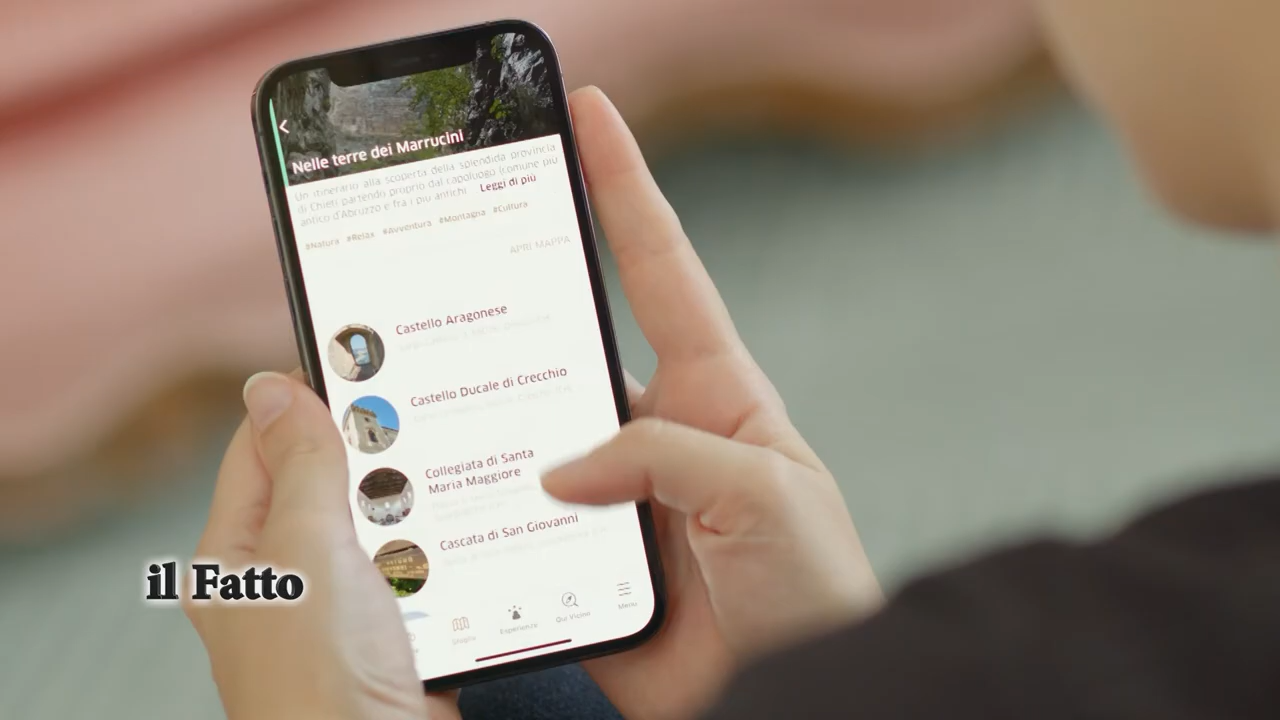 Nelle terre dei Marrucini
Un itinerario alla scoperta della splendida provincia
di Chieti partendo proprio dal capoluogo (comune più
antico d'Abruzzo e fra i più antichi Leggi di più
#Natura #Relax #Avventura #Montagna #Cultura
APRI MAPPA
Castello Aragonese
Castello Ducale di Crecchio
Collegiata di Santa
Maria Maggiore
Cascata di San Giovanni
Esperienze
Qui Vicino
Menu
il Fatto